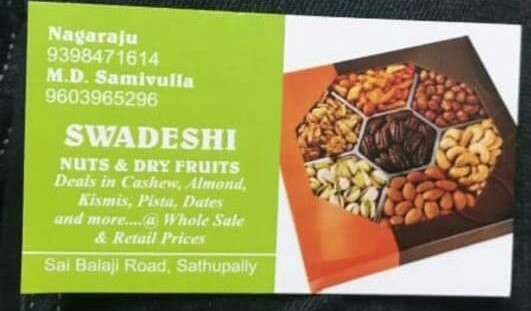 Nagaraju
9398471614
M.D. Samivulla
9603965296
SWADESHI
NUTS & DRY FRUITS
Deals in Cashew, Almond,
Kismis, Pista, Dates
and more....@ Whole Sale
& Retail Prices
Sai Balaji Road, Sathupally